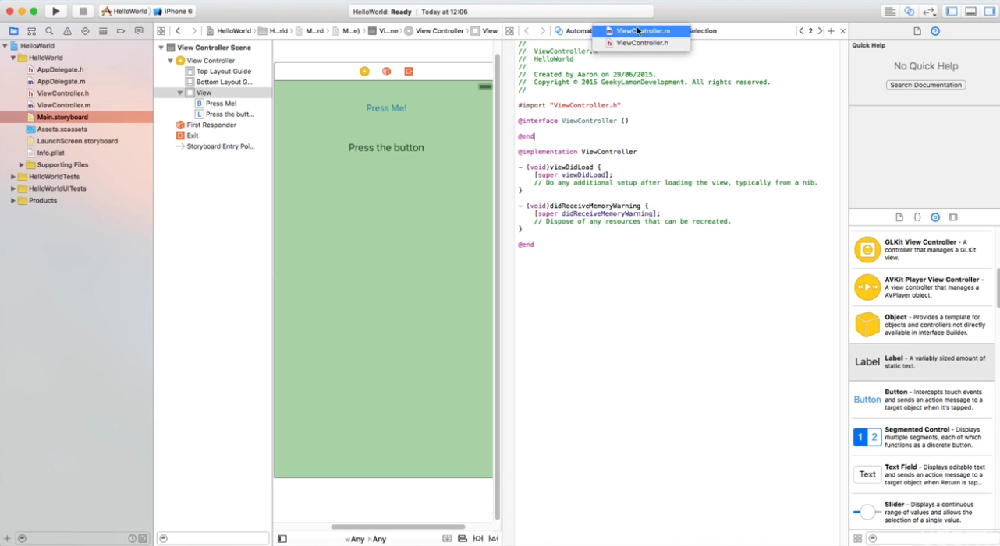 HelloWorld
iPhone 6
HelloWorld: Ready | Today at 12:06
HelloWorld
H...rld
M...rd
M...e)
Vi...ne
View Controller
View
Automat
ViewController.m
ViewController.h
Selection
2
HelloWorld
HelloWorld
AppDelegate.h
AppDelegate.m
ViewController.h
ViewController.m
Main.storyboard
Assets.xcassets
LaunchScreen.storyboard
Info.plist
Supporting Files
HelloWorldTests
HelloWorldUITests
Products
View Controller Scene
View Controller
Top Layout Guide
Bottom Layout G...
View
B Press Me!
L Press the butt...
First Responder
Exit
Storyboard Entry Poi...
Press Me!
Press the button
wAny hAny
//
// ViewController.m
// HelloWorld
//
// Created by Aaron on 29/06/2015.
// Copyright © 2015 GeekyLemonDevelopment. All rights reserved.
//
#import "ViewController.h"
@interface ViewController ()
@end
@implementation ViewController
- (void)viewDidLoad {
[super viewDidLoad];
// Do any additional setup after loading the view, typically from a nib.
}
- (void)didReceiveMemoryWarning {
[super didReceiveMemoryWarning];
// Dispose of any resources that can be recreated.
}
@end
Quick Help
No Quick Help
Search Documentation
GLKit View Controller - A
controller that manages a GLKit
view.
AVKit Player View Controller -
A view controller that manages a
AVPlayer object.
Object - Provides a template for
objects and controllers not directly
available in Interface Builder.
Label
Label - A variably sized amount of
static text.
Button
Button - Intercepts touch events
and sends an action message to a
target object when it's tapped.
1 2
Segmented Control - Displays
multiple segments, each of which
functions as a discrete button.
Text
Text Field - Displays editable text
and sends an action message to a
target object when Return is tap...
Slider - Displays a continuous
range of values and allows the
selection of a single value.